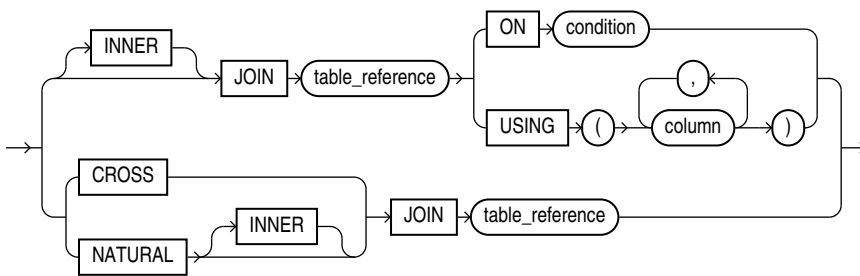 INNER
JOIN
table_reference
ON
condition
USING
(
,
column
)
CROSS
NATURAL
INNER
JOIN
table_reference